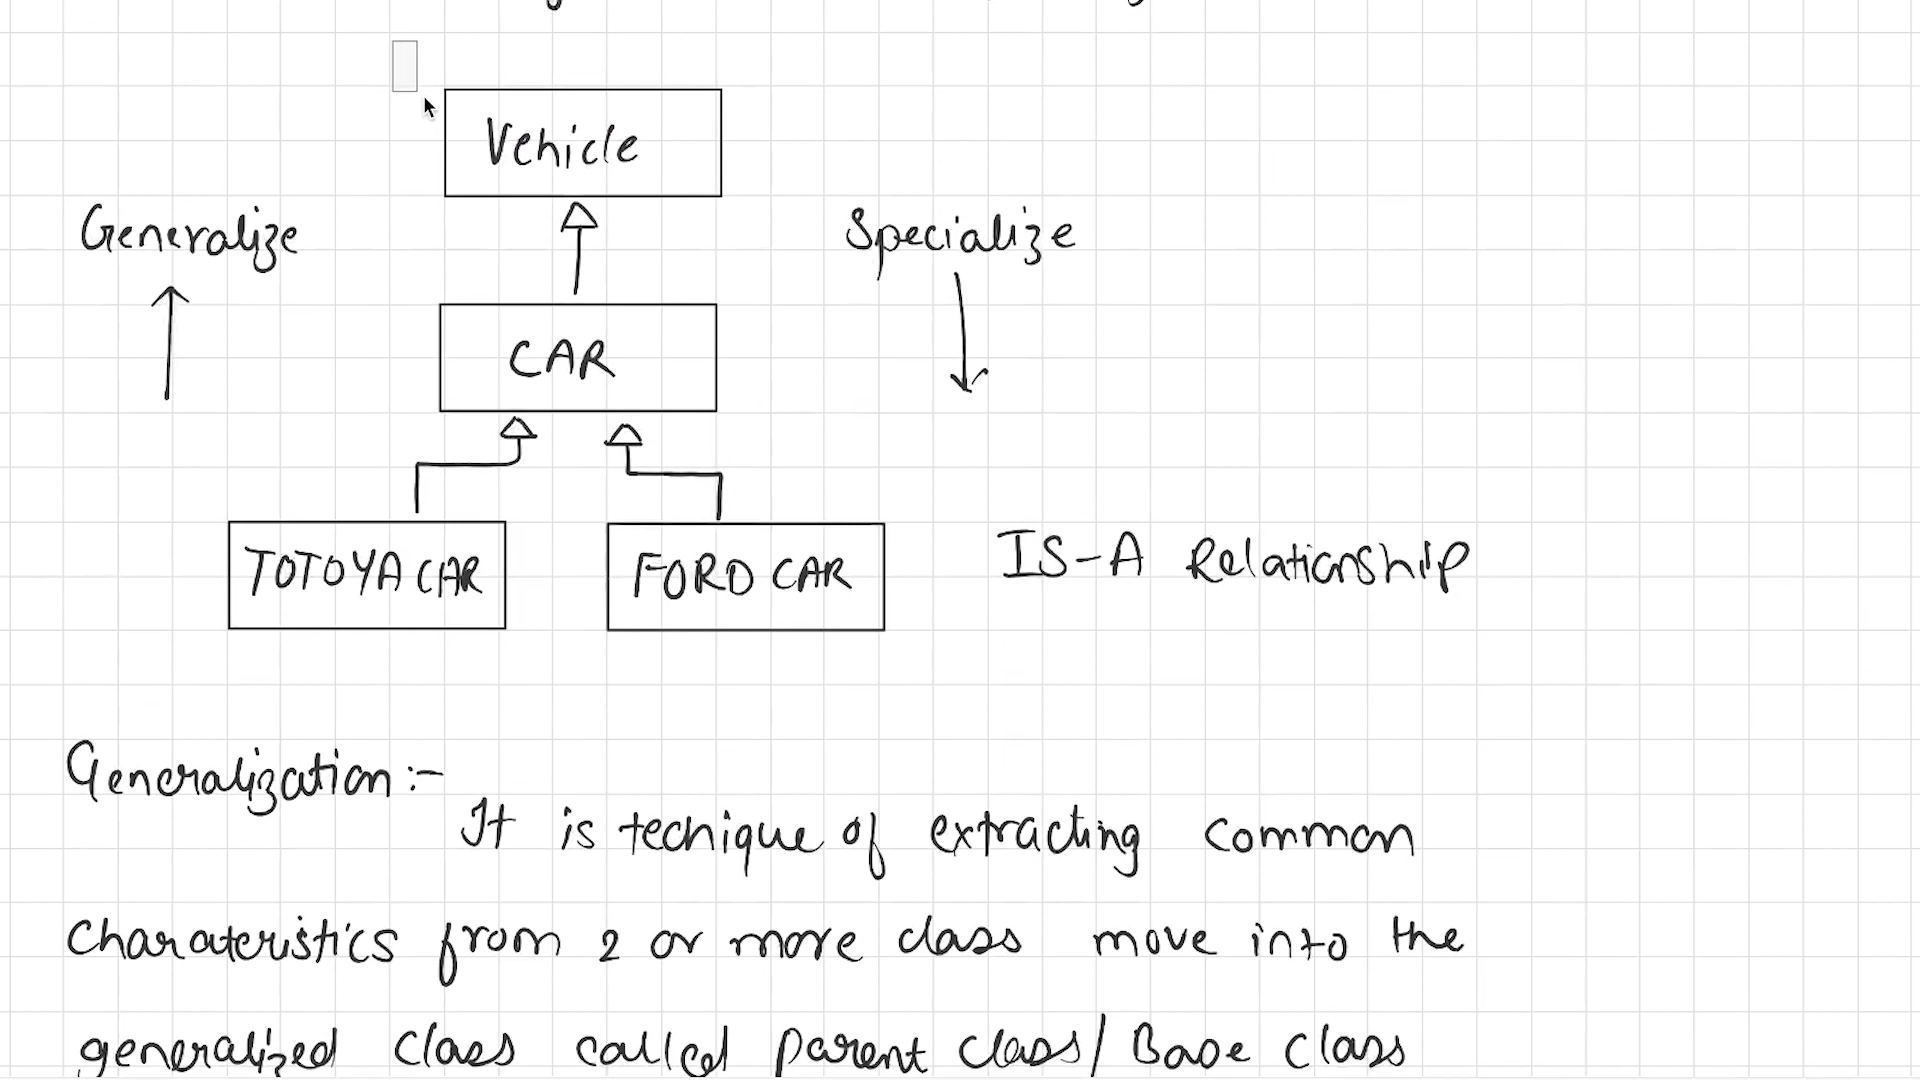 Vehicle
Generalize
Specialize
CAR
TOTOYA CAR
FORD CAR
IS-A Relationship
Generalization :-
It is technique of extracting common
charateristics from 2 or more class move into the
generalized class called parent class/ Base class